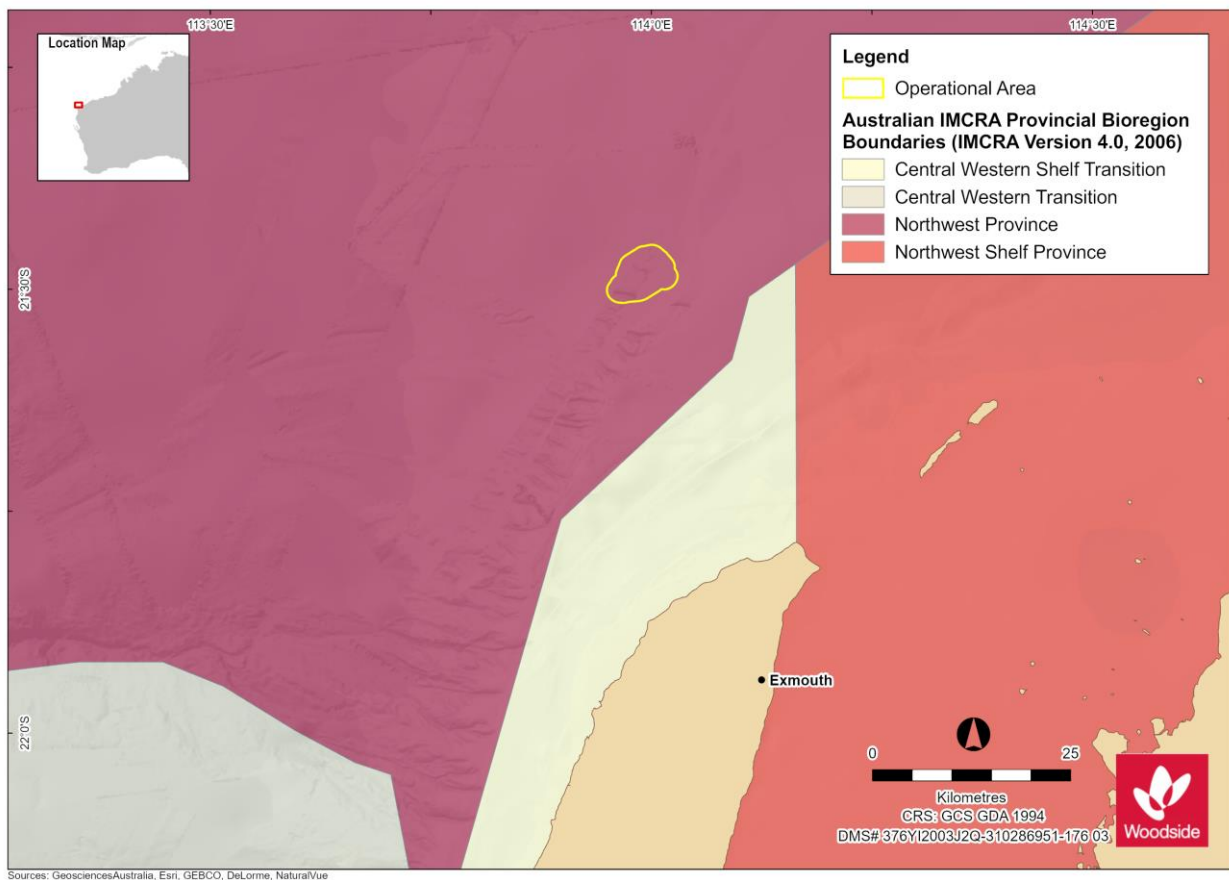 113°30'E
114°0'E
114°30'E
Location Map
Legend
Operational Area
Australian IMCRA Provincial Bioregion
Boundaries (IMCRA Version 4.0, 2006)
Central Western Shelf Transition
Central Western Transition
Northwest Province
Northwest Shelf Province
21°30'S
22°0'S
Exmouth
0 25
Kilometres
CRS: GCS GDA 1994
DMS# 376YI2003J2Q-310286951-176 03
Woodside
Sources: GeosciencesAustralia, Esri, GEBCO, DeLorme, NaturalVue